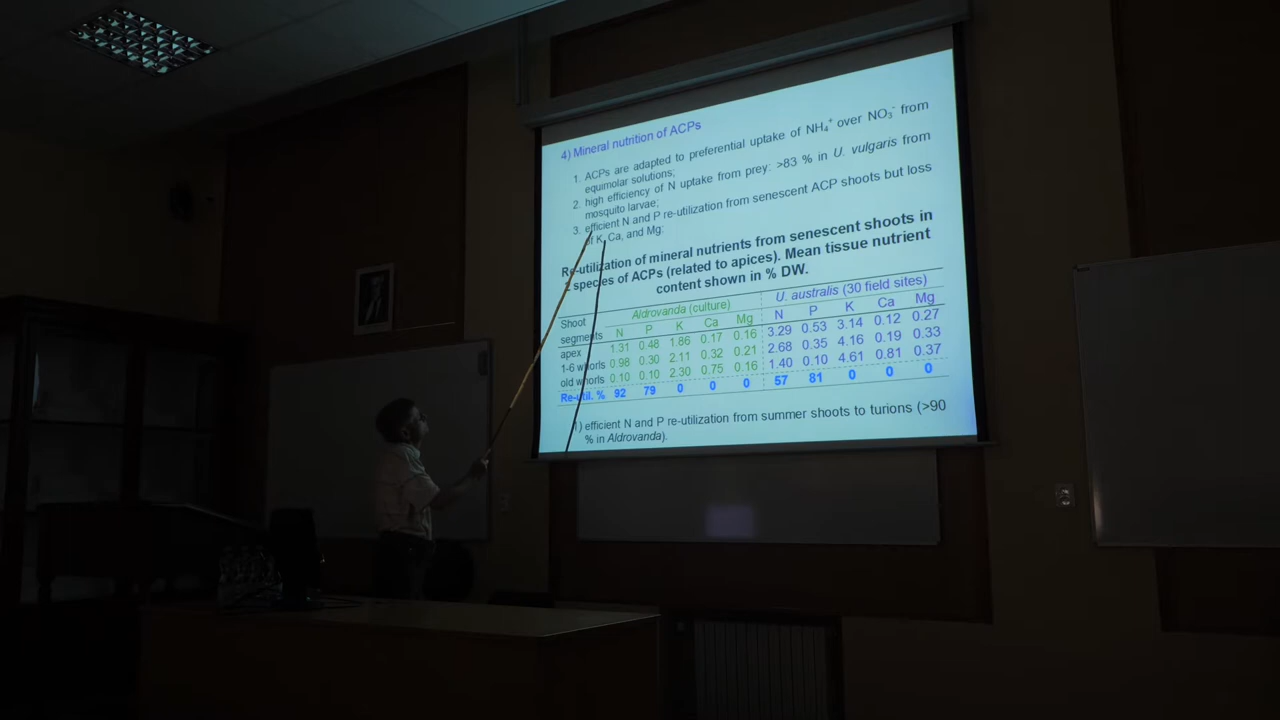 4) Mineral nutrition of ACPs
1. ACPs are adapted to preferential uptake of NH₄⁺ over NO₃⁻ from
equimolar solutions;
2. high efficiency of N uptake from prey: >83 % in U. vulgaris from
mosquito larvae;
3. efficient N and P re-utilization from senescent ACP shoots but loss
of K, Ca, and Mg:
Re-utilization of mineral nutrients from senescent shoots in
2 species of ACPs (related to apices). Mean tissue nutrient
content shown in % DW.
Shoot segments Aldrovanda (culture) U. australis (30 field sites)
N P K Ca Mg N P K Ca Mg
apex 1.31 0.48 1.86 0.17 0.16 3.29 0.53 3.14 0.12 0.27
1-6 whorls 0.98 0.30 2.11 0.32 0.21 2.68 0.35 4.16 0.19 0.33
old whorls 0.10 0.10 2.30 0.75 0.16 1.40 0.10 4.61 0.81 0.37
Re-util. % 92 79 0 0 0 57 81 0 0 0
1) efficient N and P re-utilization from summer shoots to turions (>90
% in Aldrovanda).